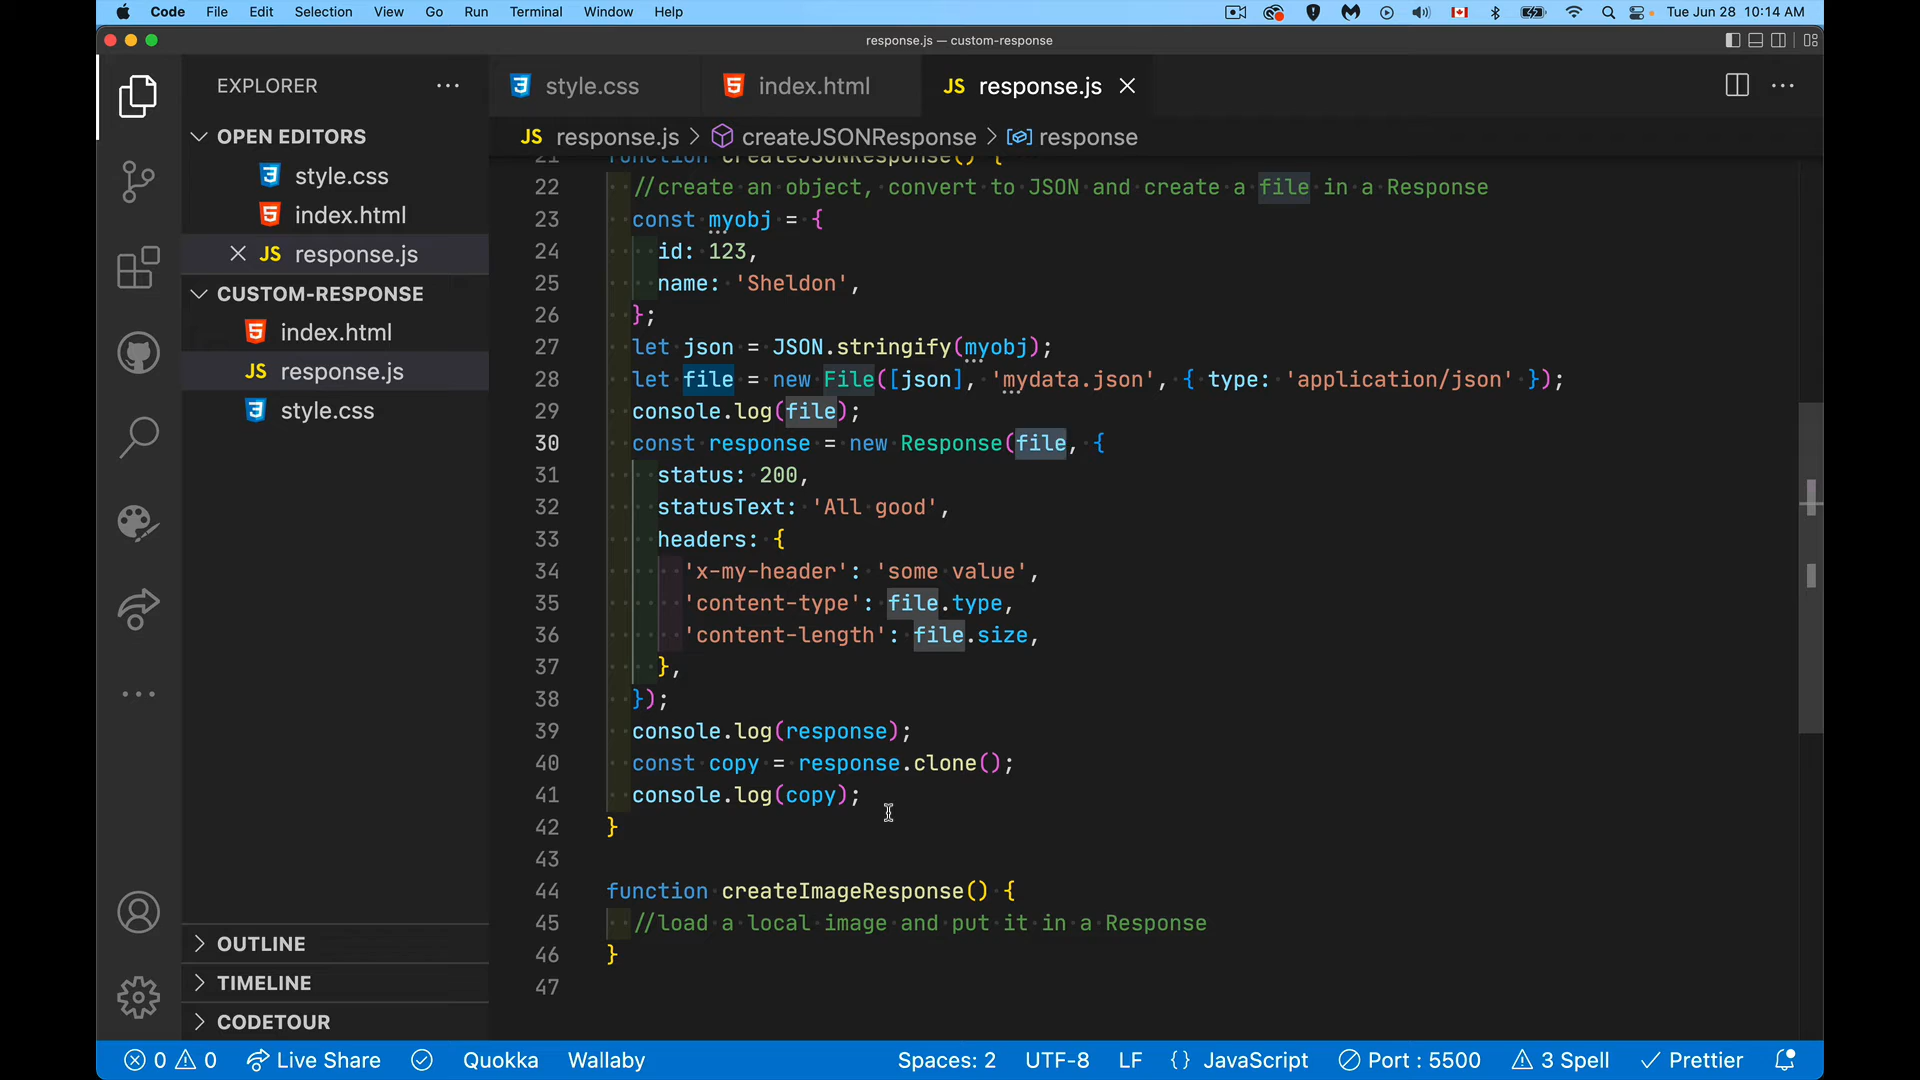 Code File Edit Selection View Go Run Terminal Window Help Tue Jun 28 10:14 AM
response.js — custom-response
EXPLORER
OPEN EDITORS
style.css
index.html
response.js
CUSTOM-RESPONSE
index.html
JS response.js
style.css
OUTLINE
TIMELINE
CODETOUR
style.css index.html JS response.js
JS response.js > createJSONResponse > response
21 function createJSONResponse() {
22 //create an object, convert to JSON and create a file in a Response
23 const myobj = {
24 id: 123,
25 name: 'Sheldon',
26 };
27 let json = JSON.stringify(myobj);
28 let file = new File([json], 'mydata.json', { type: 'application/json' });
29 console.log(file);
30 const response = new Response(file, {
31 status: 200,
32 statusText: 'All good',
33 headers: {
34 'x-my-header': 'some value',
35 'content-type': file.type,
36 'content-length': file.size,
37 },
38 });
39 console.log(response);
40 const copy = response.clone();
41 console.log(copy);
42 }
43
44 function createImageResponse() {
45 //load a local image and put it in a Response
46 }
47
0 0 Live Share Quokka Wallaby Spaces: 2 UTF-8 LF {} JavaScript Port : 5500 3 Spell Prettier